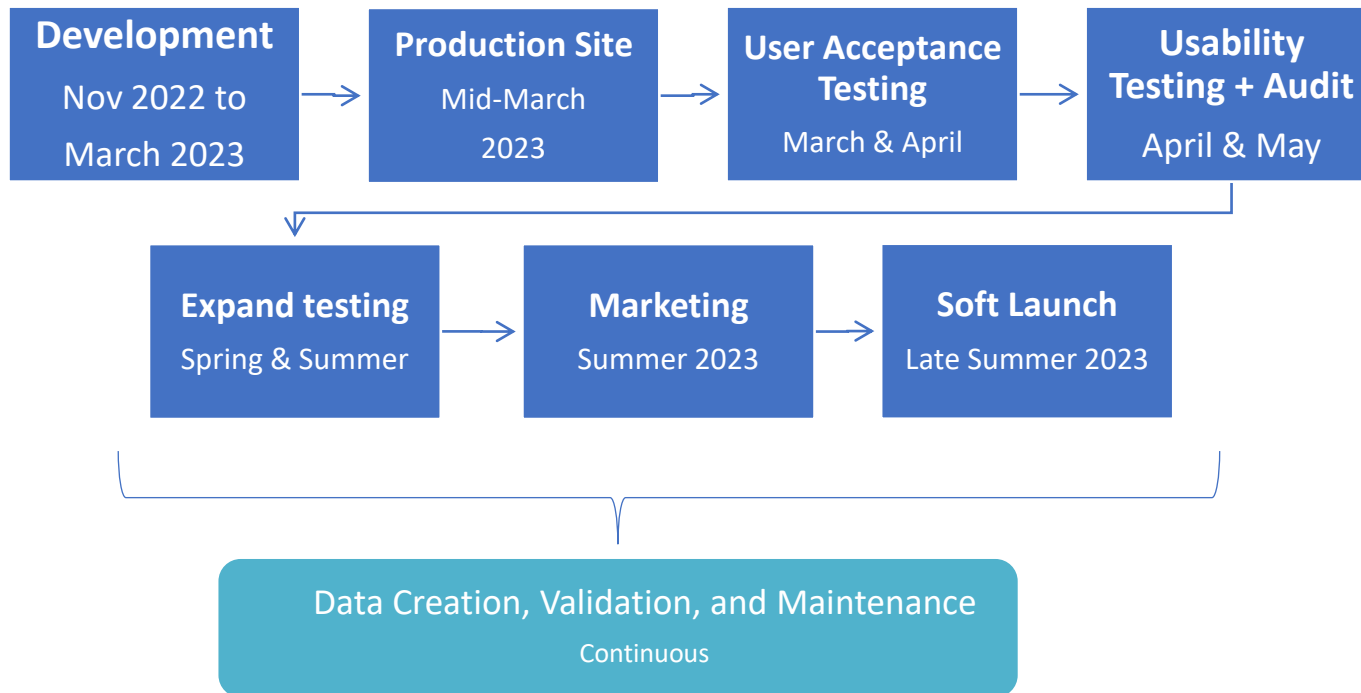 Development
Nov 2022 to
March 2023
Production Site
Mid-March
2023
User Acceptance
Testing
March & April
Usability
Testing + Audit
April & May
Expand testing
Spring & Summer
Marketing
Summer 2023
Soft Launch
Late Summer 2023
Data Creation, Validation, and Maintenance
Continuous